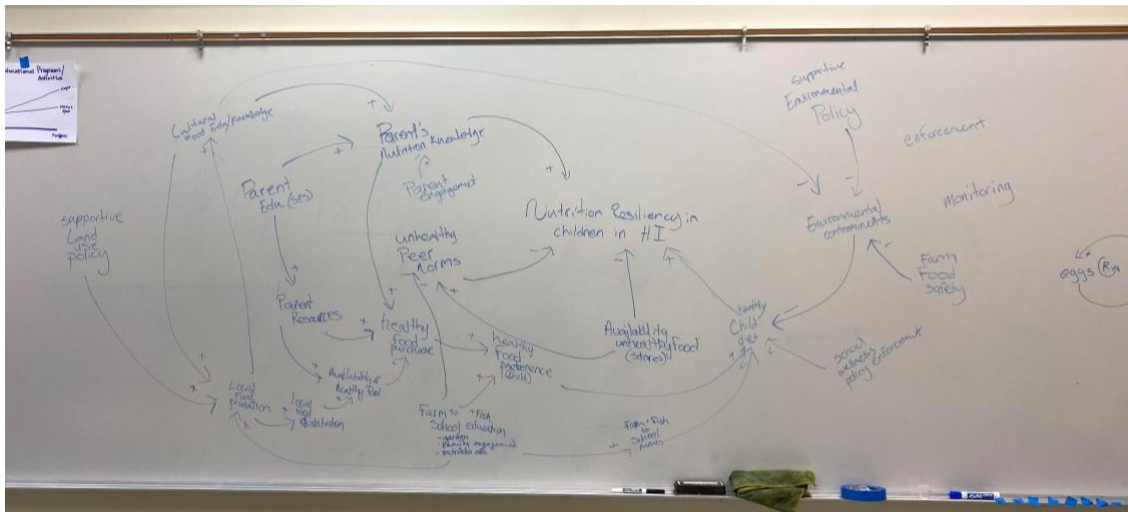 Educational Programs/
Nutrition
Cultural
Food Edu/Knowledge
Parent's
Nutrition Knowledge
Parent
engagement
Parent
Edu (SES)
supportive
Land
use
policy
unhealthy
Peer
norms
Nutrition Resiliency in
children in HI
supportive
Environmental
Policy
enforcement
monitoring
Environmental
contaminants
Farm
Food
Safety
eggs
Parent
Resources
healthy
food
purchase
healthy
food
preference
(child)
Availability
unhealthy food
(stores)
healthy
Child
diet
school
wellness
policy enforcement
Availability of
healthy food
Local
food
production
local
food
distribution
Farm to + Fish
School education
- garden
- family engagement
- nutrition edu
Farm + Fish
to
School
meals